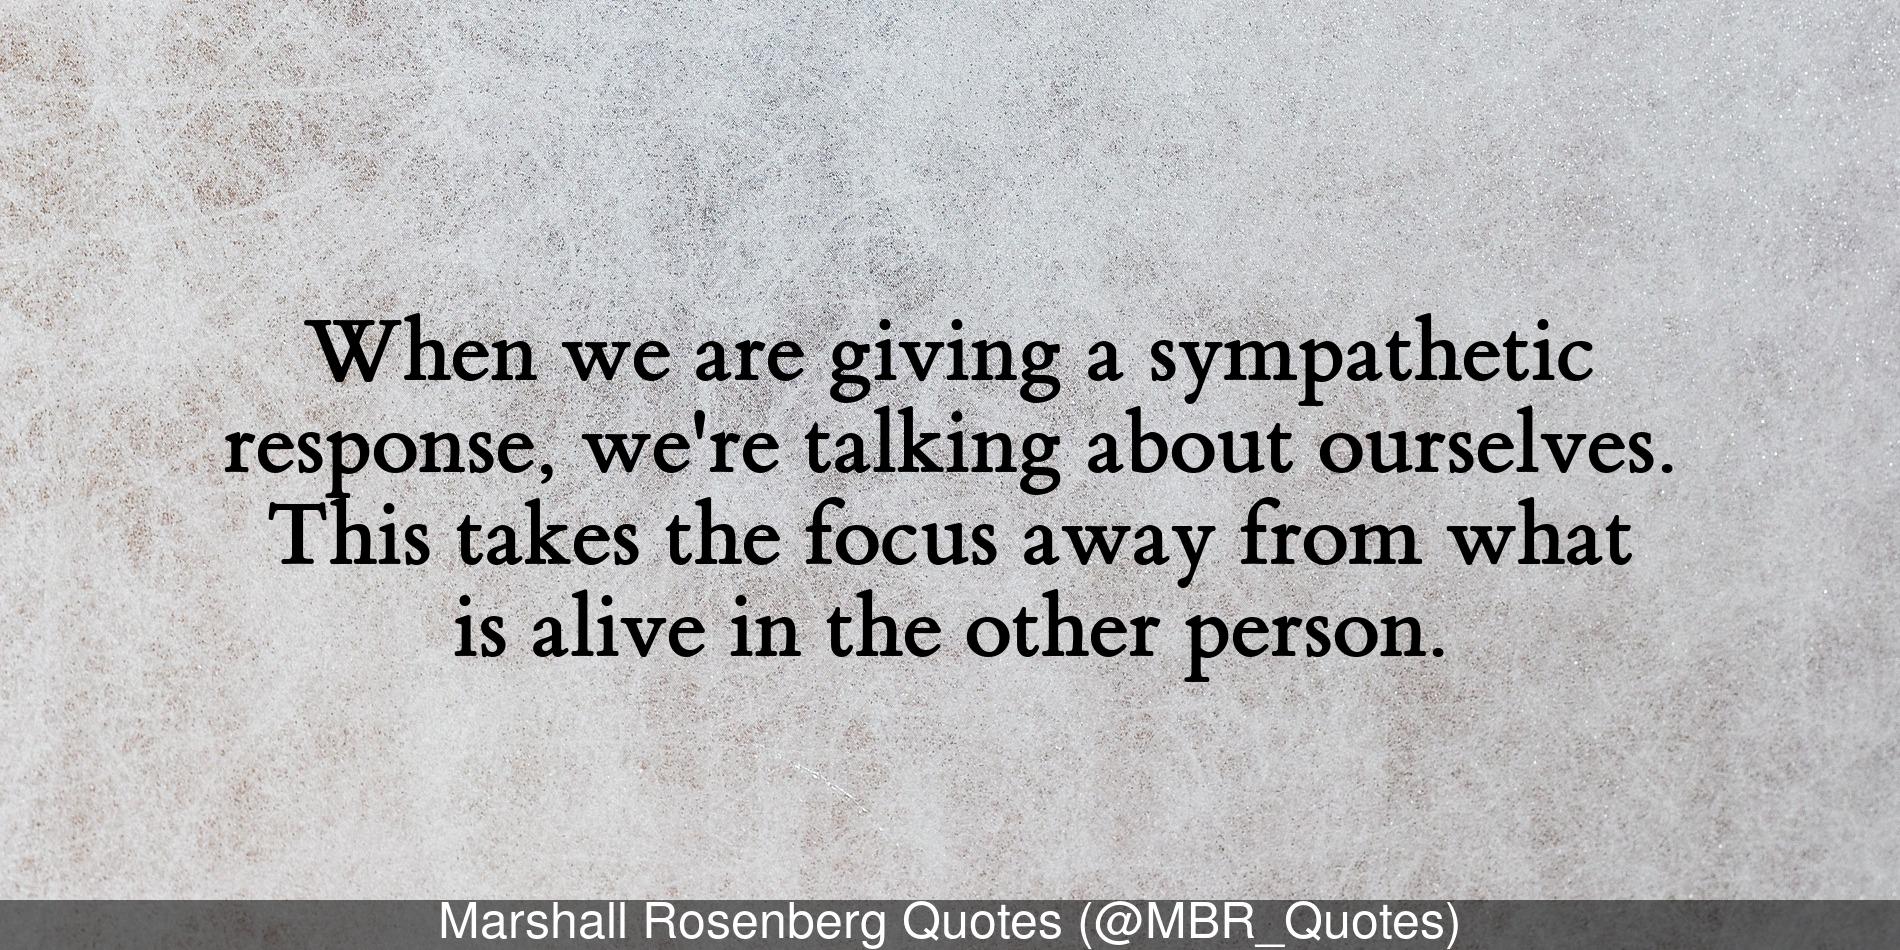 When we are giving a sympathetic
response, we're talking about ourselves.
This takes the focus away from what
is alive in the other person.
Marshall Rosenberg Quotes (@MBR_Quotes)